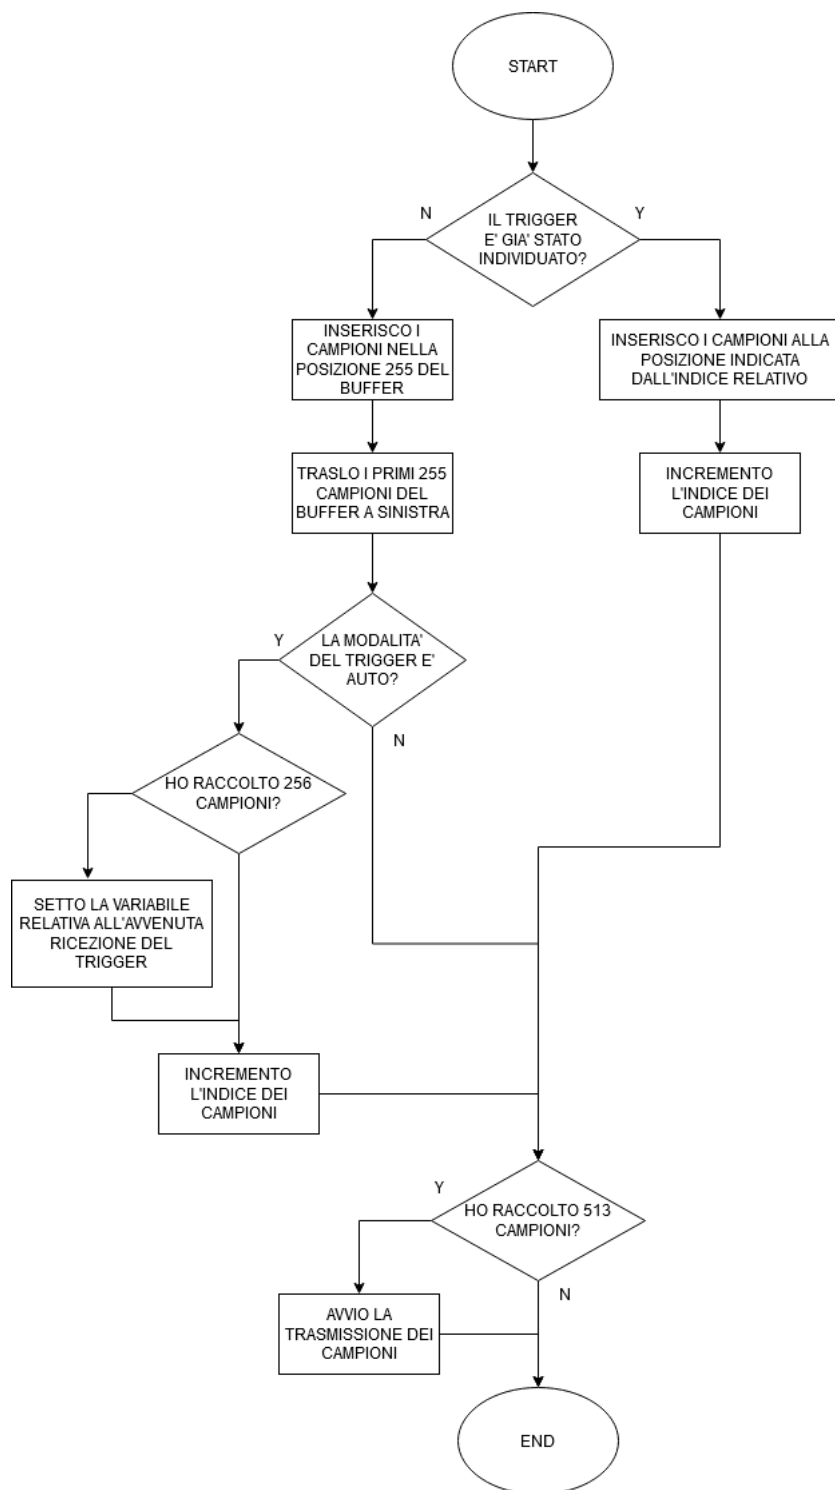 START
N
Y
IL TRIGGER
E' GIA' STATO
INDIVIDUATO?
INSERISCO I
CAMPIONI NELLA
POSIZIONE 255 DEL
BUFFER
INSERISCO I CAMPIONI ALLA
POSIZIONE INDICATA
DALL'INDICE RELATIVO
TRASLO I PRIMI 255
CAMPIONI DEL
BUFFER A SINISTRA
INCREMENTO
L'INDICE DEI
CAMPIONI
Y
LA MODALITA'
DEL TRIGGER E'
AUTO?
N
HO RACCOLTO 256
CAMPIONI?
SETTO LA VARIABILE
RELATIVA ALL'AVVENUTA
RICEZIONE DEL
TRIGGER
INCREMENTO
L'INDICE DEI
CAMPIONI
Y
HO RACCOLTO 513
CAMPIONI?
N
AVVIO LA
TRASMISSIONE DEI
CAMPIONI
END